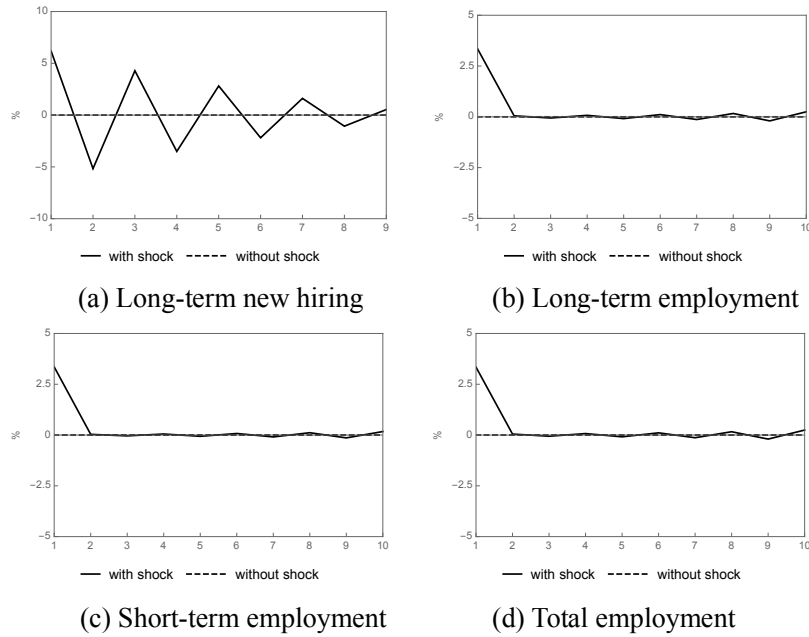 10
5
0
−5
−10
%
1 2 3 4 5 6 7 8 9
with shock without shock
(a) Long-term new hiring
5
2.5
0
−2.5
−5
%
1 2 3 4 5 6 7 8 9 10
with shock without shock
(b) Long-term employment
5
2.5
0
−2.5
−5
%
1 2 3 4 5 6 7 8 9 10
with shock without shock
(c) Short-term employment
5
2.5
0
−2.5
−5
%
1 2 3 4 5 6 7 8 9 10
with shock without shock
(d) Total employment